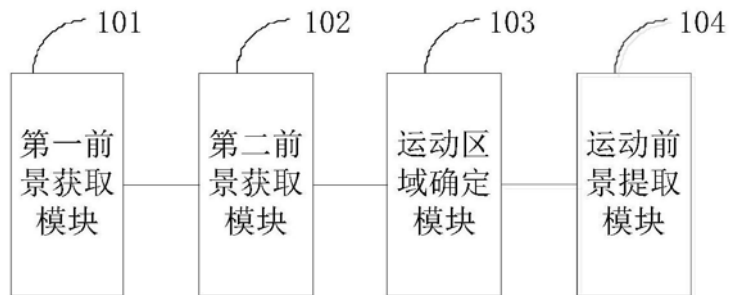 101
102
103
104
第一前
景获取
模块
第二前
景获取
模块
运动区
域确定
模块
运动前
景提取
模块